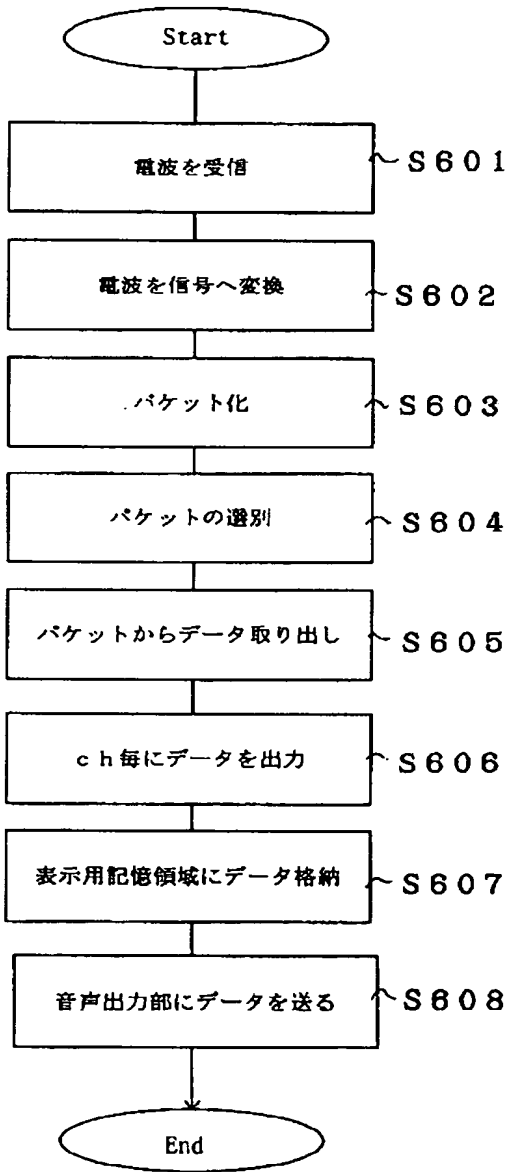 Start
電波を受信
S601
電波を信号へ変換
S602
パケット化
S603
パケットの選別
S604
パケットからデータ取り出し
S605
ch毎にデータを出力
S606
表示用記憶領域にデータ格納
S607
音声出力部にデータを送る
S608
End